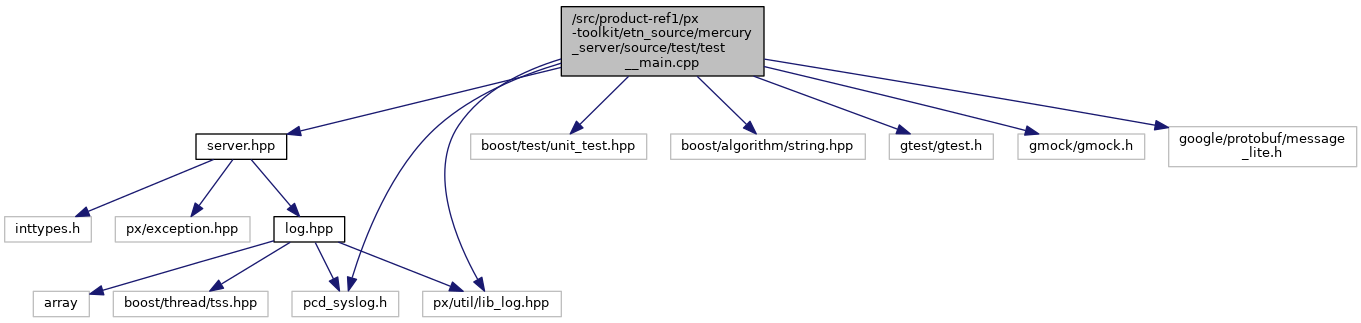 /src/product-ref1/px
-toolkit/etn_source/mercury
_server/source/test/test
__main.cpp
server.hpp
boost/test/unit_test.hpp
boost/algorithm/string.hpp
gtest/gtest.h
gmock/gmock.h
google/protobuf/message
_lite.h
inttypes.h
px/exception.hpp
log.hpp
array
boost/thread/tss.hpp
pcd_syslog.h
px/util/lib_log.hpp